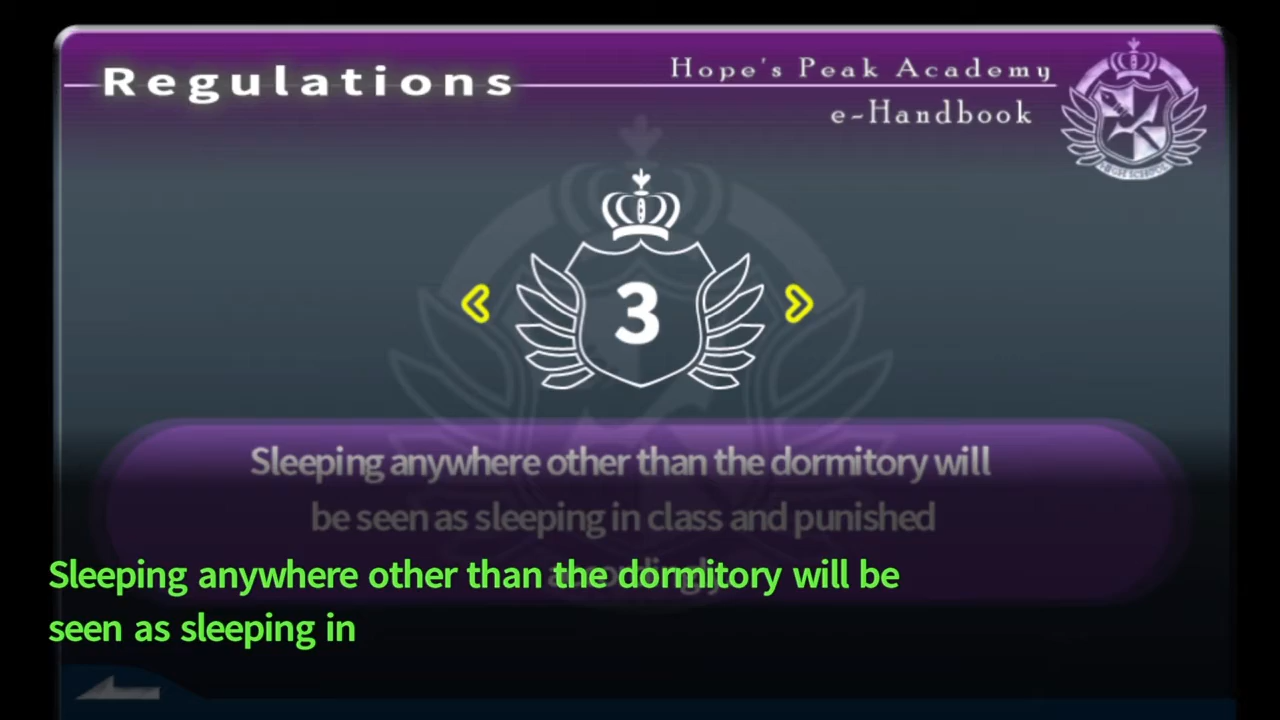 Regulations
Hope's Peak Academy
e-Handbook
3
Sleeping anywhere other than the dormitory will
be seen as sleeping in class and punished
Sleeping anywhere other than the dormitory will be
seen as sleeping in